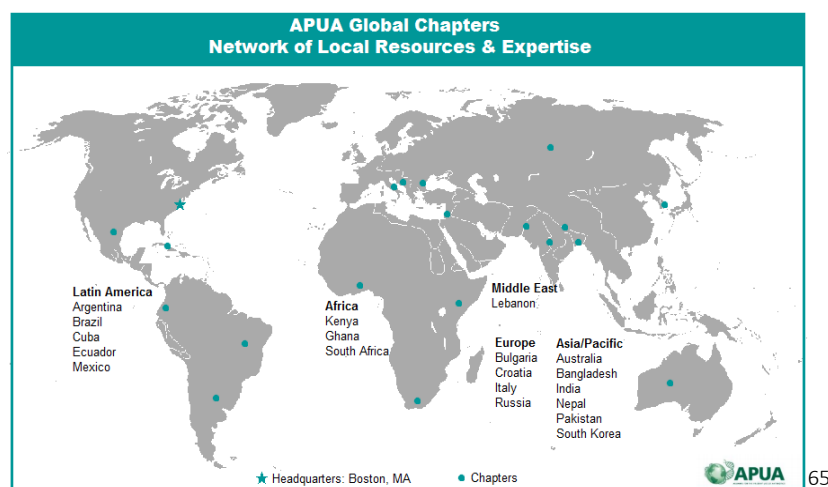 APUA Global Chapters
Network of Local Resources & Expertise
Latin America
Argentina
Brazil
Cuba
Ecuador
Mexico
Africa
Kenya
Ghana
South Africa
Middle East
Lebanon
Europe
Bulgaria
Croatia
Italy
Russia
Asia/Pacific
Australia
Bangladesh
India
Nepal
Pakistan
South Korea
Headquarters: Boston, MA
Chapters
APUA
65